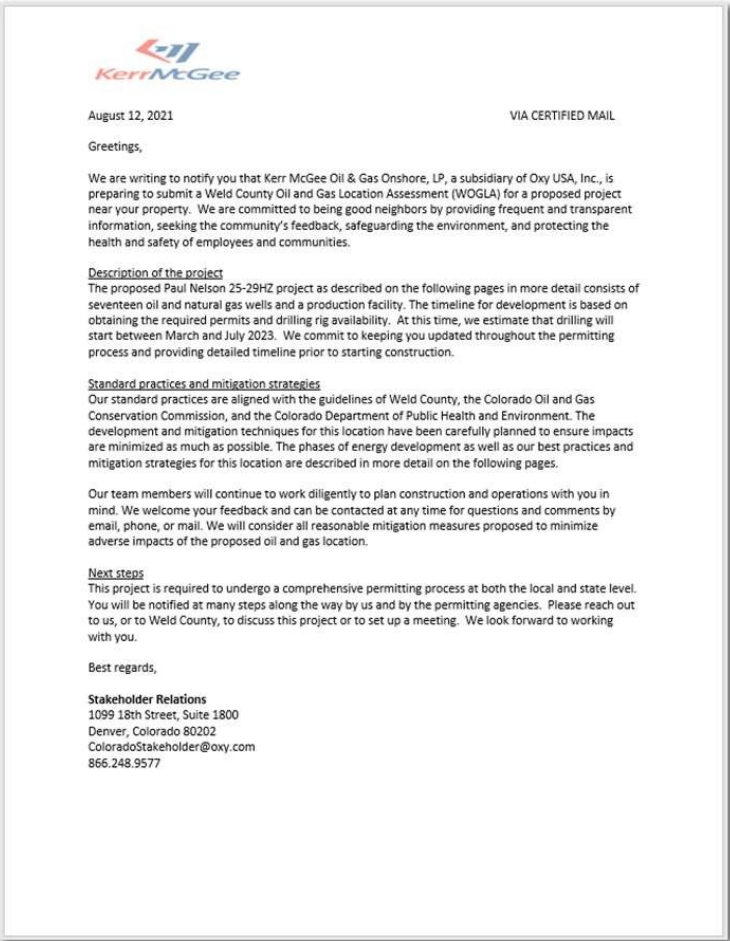 KerrMcGee
August 12, 2021 VIA CERTIFIED MAIL
Greetings,
We are writing to notify you that Kerr McGee Oil & Gas Onshore, LP, a subsidiary of Oxy USA, Inc., is
preparing to submit a Weld County Oil and Gas Location Assessment (WOGLA) for a proposed project
near your property. We are committed to being good neighbors by providing frequent and transparent
information, seeking the community's feedback, safeguarding the environment, and protecting the
health and safety of employees and communities.
Description of the project
The proposed Paul Nelson 25-29HZ project as described on the following pages in more detail consists of
seventeen oil and natural gas wells and a production facility. The timeline for development is based on
obtaining the required permits and drilling rig availability. At this time, we estimate that drilling will
start between March and July 2023. We commit to keeping you updated throughout the permitting
process and providing detailed timeline prior to starting construction.
Standard practices and mitigation strategies
Our standard practices are aligned with the guidelines of Weld County, the Colorado Oil and Gas
Conservation Commission, and the Colorado Department of Public Health and Environment. The
development and mitigation techniques for this location have been carefully planned to ensure impacts
are minimized as much as possible. The phases of energy development as well as our best practices and
mitigation strategies for this location are described in more detail on the following pages.
Our team members will continue to work diligently to plan construction and operations with you in
mind. We welcome your feedback and can be contacted at any time for questions and comments by
email, phone, or mail. We will consider all reasonable mitigation measures proposed to minimize
adverse impacts of the proposed oil and gas location.
Next steps
This project is required to undergo a comprehensive permitting process at both the local and state level.
You will be notified at many steps along the way by us and by the permitting agencies. Please reach out
to us, or to Weld County, to discuss this project or to set up a meeting. We look forward to working
with you.
Best regards,
Stakeholder Relations
1099 18th Street, Suite 1800
Denver, Colorado 80202
ColoradoStakeholder@oxy.com
866.248.9577